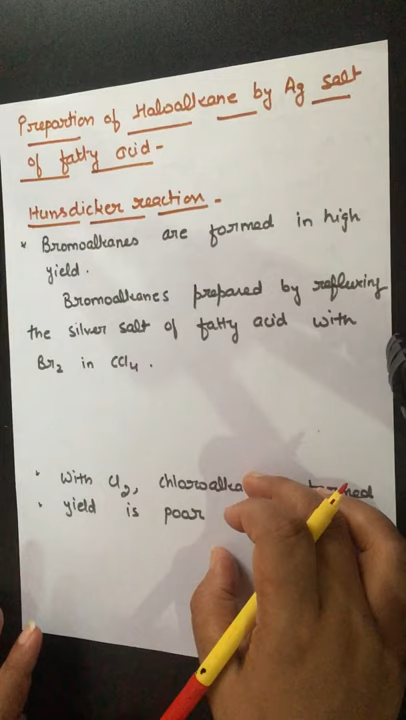 Prepartion of Haloalkane by Ag salt
of fatty acid -
Hunsdicker reaction -
* Bromoalkanes are formed in high
yield.
Bromoalkanes prepared by refluxing
the silver salt of fatty acid with
Br2 in CCl4.
• With Cl2,
• yield is poor